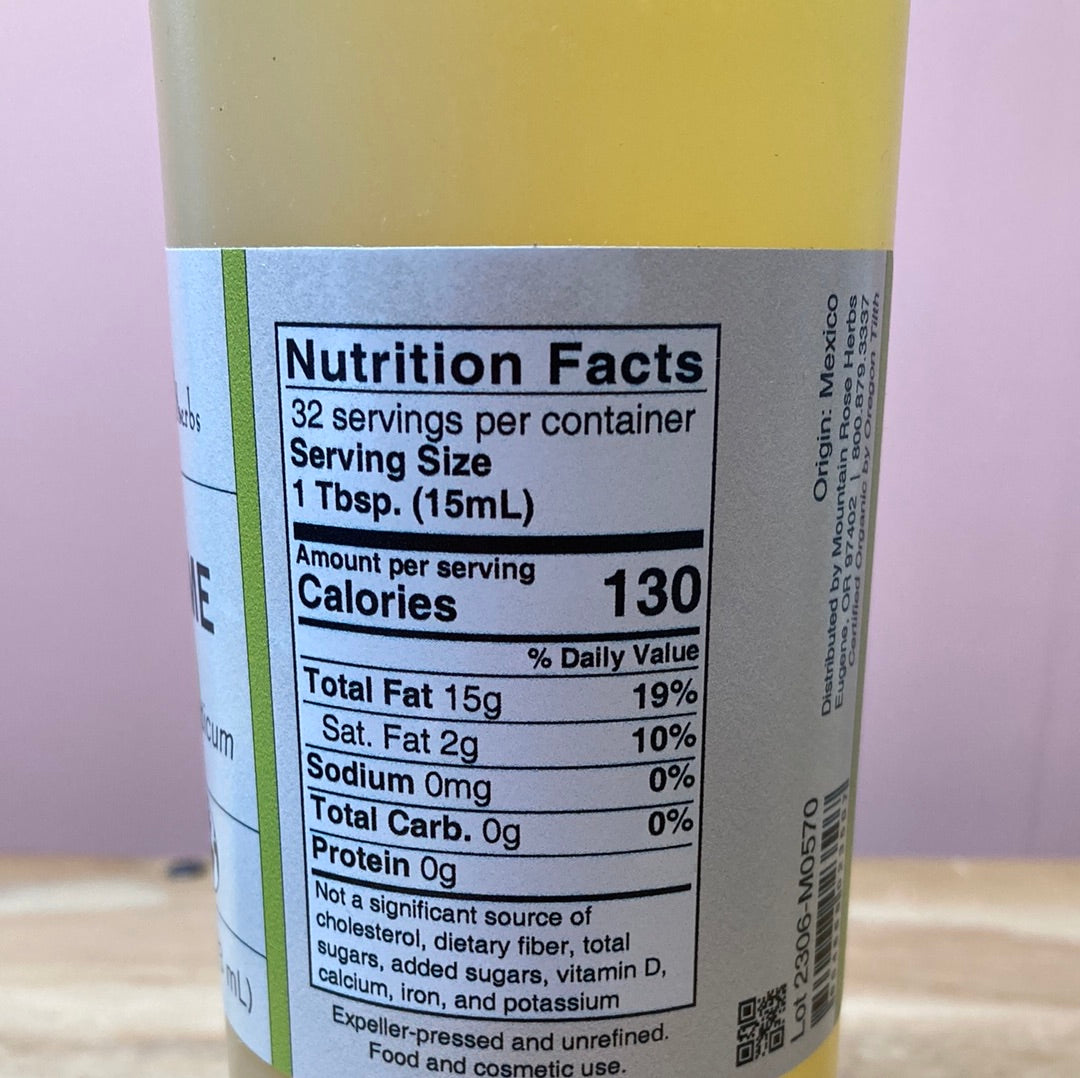 Nutrition Facts
32 servings per container
Serving Size
1 Tbsp. (15mL)
Amount per serving
Calories 130
% Daily Value
Total Fat 15g 19%
Sat. Fat 2g 10%
Sodium 0mg 0%
Total Carb. 0g 0%
Protein 0g
Not a significant source of
cholesterol, dietary fiber, total
sugars, added sugars, vitamin D,
calcium, iron, and potassium
Expeller-pressed and unrefined.
Food and cosmetic use.
Origin: Mexico
Distributed by Mountain Rose Herbs
Eugene, OR 97402 | 800.879.3337
Certified Organic by Oregon Tilth
Lot 2306-M0570
mL)